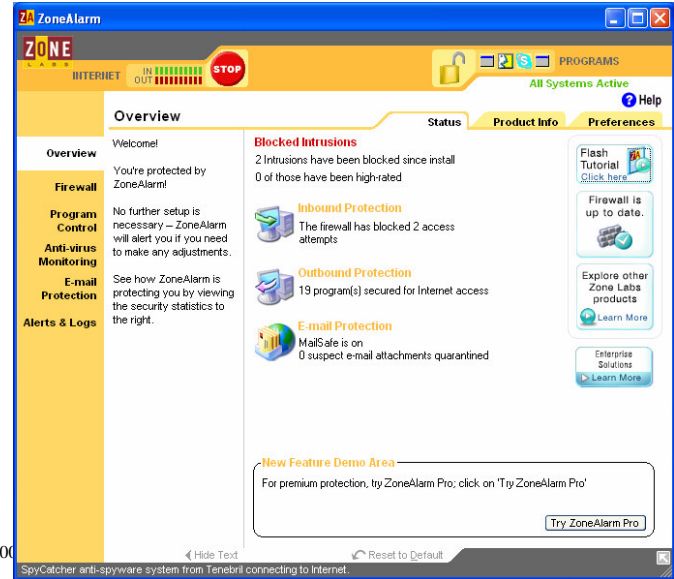 ZA ZoneAlarm
ZONE
LABS
INTERNET
IN
OUT
STOP
PROGRAMS
All Systems Active
Help
Overview
Status
Product Info
Preferences
Overview
Firewall
Program
Control
Anti-virus
Monitoring
E-mail
Protection
Alerts & Logs
Welcome!
You're protected by
ZoneAlarm!
No further setup is
necessary – ZoneAlarm
will alert you if you need
to make any adjustments.
See how ZoneAlarm is
protecting you by viewing
the security statistics to
the right.
Blocked Intrusions
2 Intrusions have been blocked since install
0 of those have been high-rated
Inbound Protection
The firewall has blocked 2 access
attempts
Outbound Protection
19 program(s) secured for Internet access
E-mail Protection
MailSafe is on
0 suspect e-mail attachments quarantined
Flash
Tutorial
Click here
Firewall is
up to date.
Explore other
Zone Labs
products
Learn More
Enterprise
Solutions
Learn More
New Feature Demo Area
For premium protection, try ZoneAlarm Pro; click on 'Try ZoneAlarm Pro'
Try ZoneAlarm Pro
Hide Text
Reset to Default
SpyCatcher anti-spyware system from Tenebril connecting to Internet.